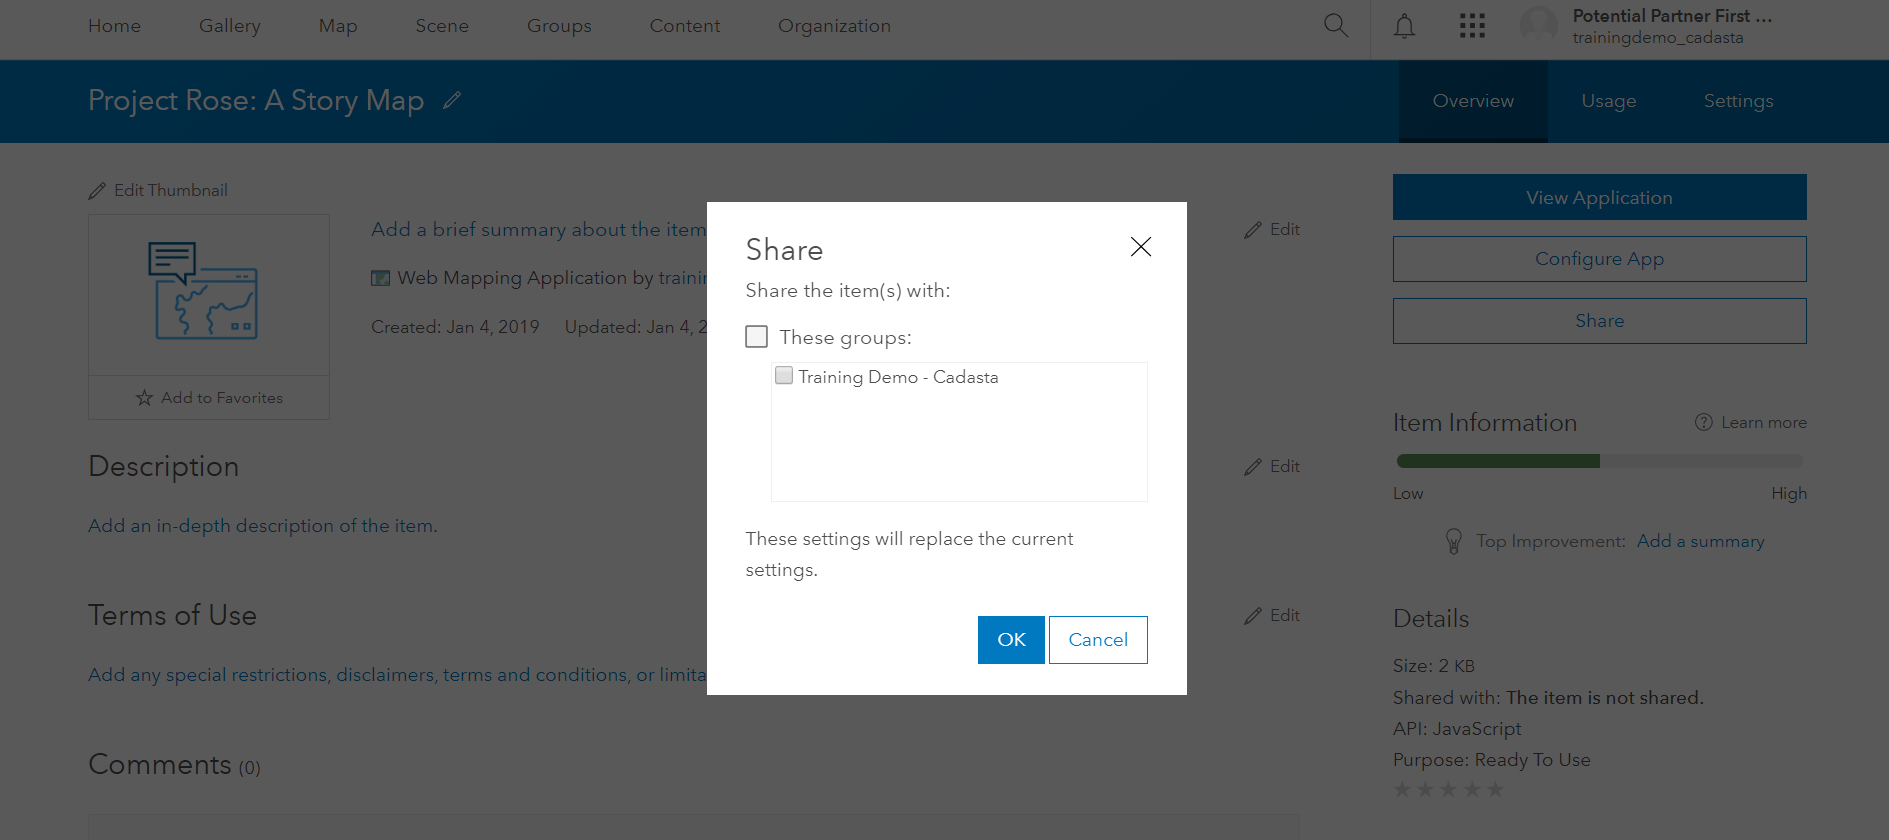 Home Gallery Map Scene Groups Content Organization
Potential Partner First ...
trainingdemo_cadasta
Project Rose: A Story Map
Overview Usage Settings
Edit Thumbnail
Add a brief summary about the item
Edit
Web Mapping Application by
Created: Jan 4, 2019 Updated: Jan 4, 2
Add to Favorites
Description
Edit
Add an in-depth description of the item.
Terms of Use
Edit
Add any special restrictions, disclaimers, terms and conditions, or
Comments (0)
Share
Share the item(s) with:
These groups:
Training Demo - Cadasta
These settings will replace the current
settings.
OK Cancel
View Application
Configure App
Share
Item Information
Learn more
Low High
Top Improvement: Add a summary
Details
Size: 2 KB
Shared with: The item is not shared.
API: JavaScript
Purpose: Ready To Use